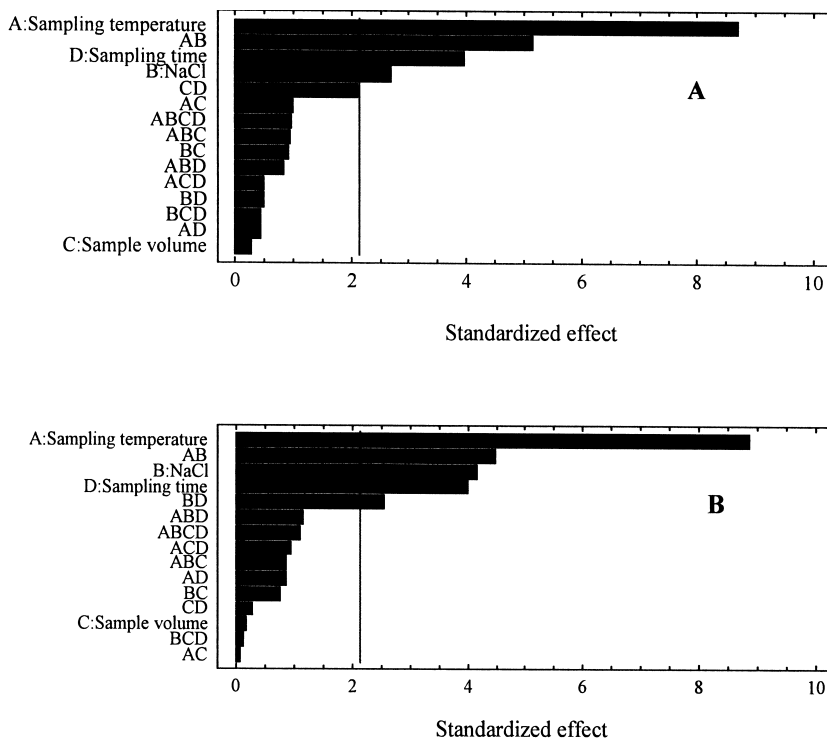 A:Sampling temperature
AB
D:Sampling time
B:NaCl
CD
AC
ABCD
ABC
BC
ABD
ACD
BD
BCD
AD
C:Sample volume
A
0 2 4 6 8 10
Standardized effect
A:Sampling temperature
AB
B:NaCl
D:Sampling time
BD
ABD
ABCD
ACD
ABC
AD
BC
CD
C:Sample volume
BCD
AC
B
0 2 4 6 8 10
Standardized effect